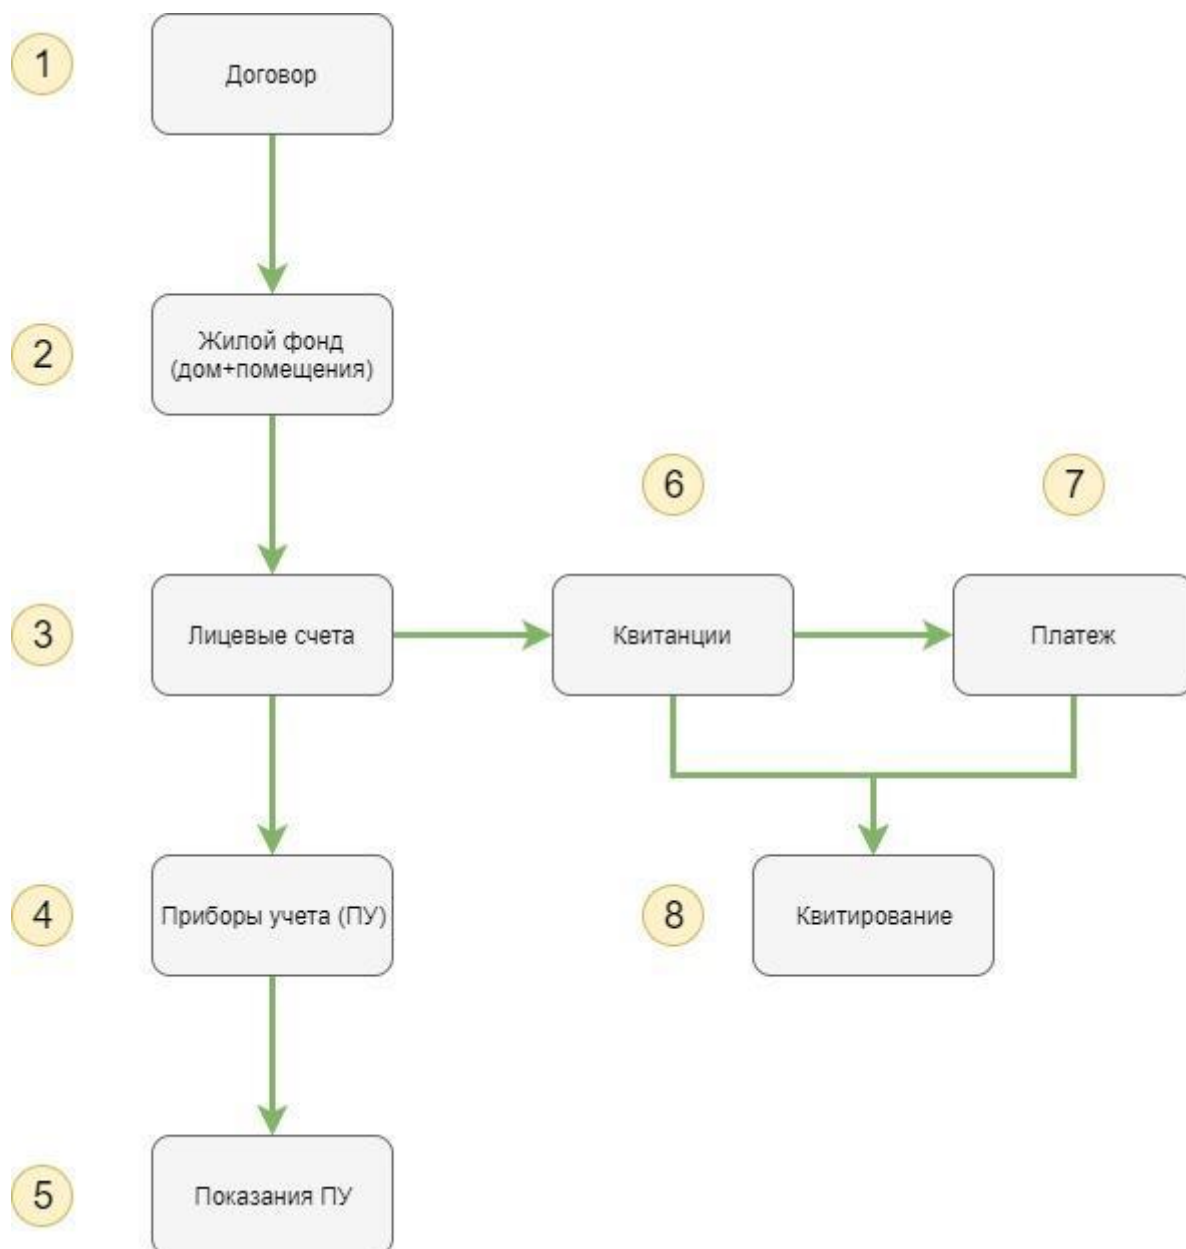 1
Договор
2
Жилой фонд
(дом+помещения)
6
7
3
Лицевые счета
Квитанции
Платеж
4
Приборы учета (ПУ)
8
Квитирование
5
Показания ПУ